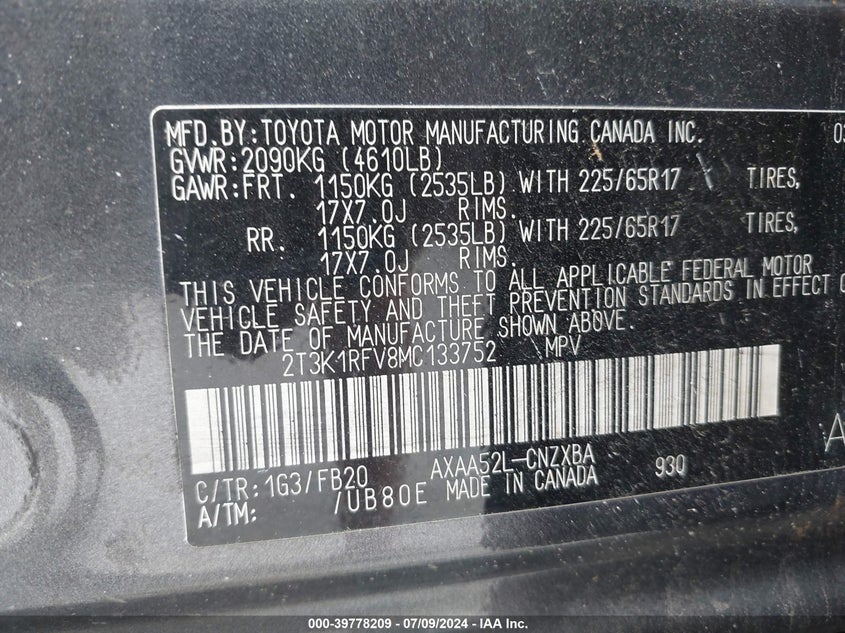 MFD.BY:TOYOTA MOTOR MANUFACTURING CANADA INC. 03
GVWR:2090KG (4610LB)
GAWR:FRT. 1150KG (2535LB) WITH 225/65R17 TIRES,
17X7.0J RIMS.
RR. 1150KG (2535LB) WITH 225/65R17 TIRES,
17X7.0J RIMS.
THIS VEHICLE CONFORMS TO ALL APPLICABLE FEDERAL MOTOR
VEHICLE SAFETY AND THEFT PREVENTION STANDARDS IN EFFECT O
THE DATE OF MANUFACTURE SHOWN ABOVE.
2T3K1RFV8MC133752 MPV
C/TR:1G3/FB20 AXAA52L-CNZXBA 930
A/TM: /UB80E MADE IN CANADA
A
000-39778209 - 07/09/2024 - IAA Inc.